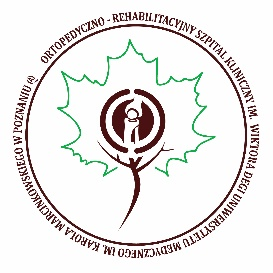 ORTOPEDYCZNO - REHABILITACYJNY SZPITAL KLINICZNY IM. WIKTORA DEGI UNIWERSYTETU MEDYCZNEGO IM. KAROLA MARCINKOWSKIEGO W POZNANIU